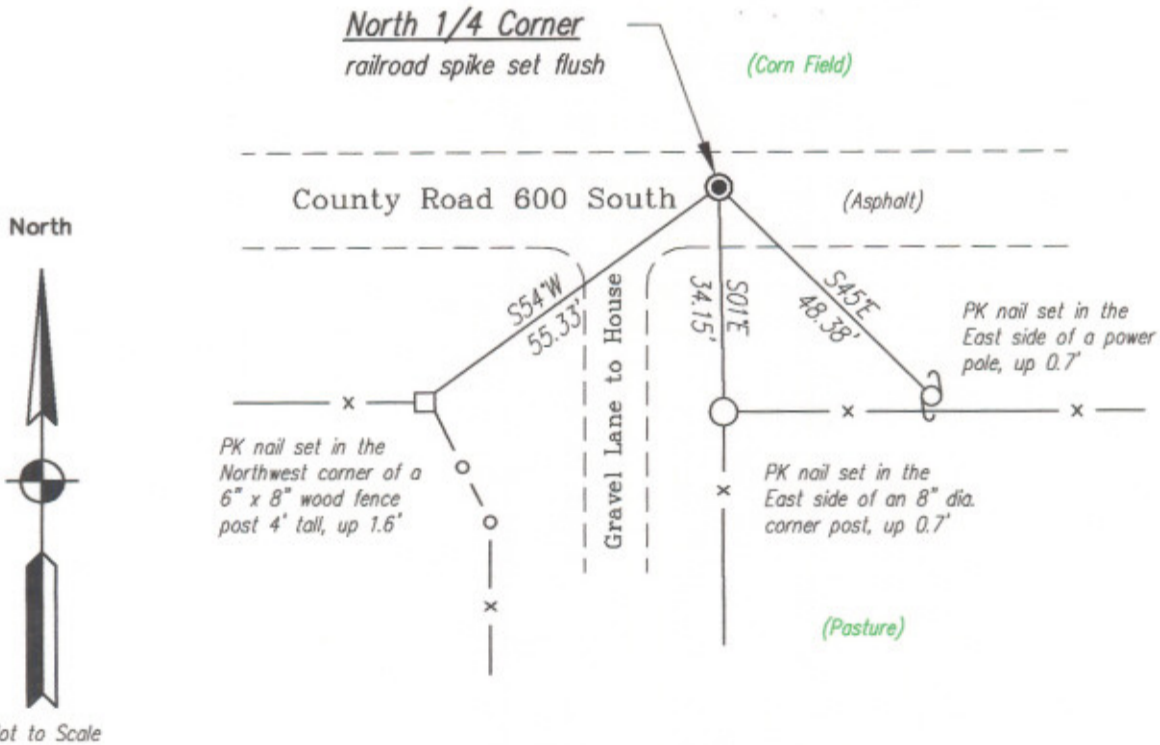 North 1/4 Corner
railroad spike set flush
(Corn Field)
County Road 600 South
(Asphalt)
North
S54°W
55.33'
S01°E
34.15'
S45°E
48.38'
Gravel Lane to House
PK nail set in the
East side of a power
pole, up 0.7'
PK nail set in the
Northwest corner of a
6" x 8" wood fence
post 4' tall, up 1.6'
PK nail set in the
East side of an 8" dia.
corner post, up 0.7'
(Pasture)
to Scale